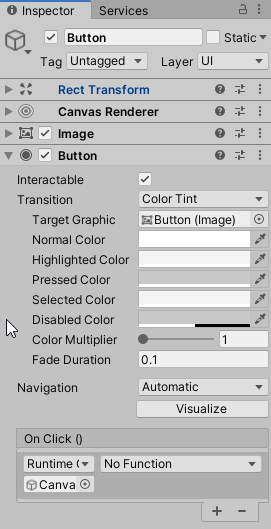 Inspector Services
Button Static
Tag Untagged Layer UI
Rect Transform
Canvas Renderer
Image
Button
Interactable
Transition Color Tint
Target Graphic Button (Image)
Normal Color
Highlighted Color
Pressed Color
Selected Color
Disabled Color
Color Multiplier 1
Fade Duration 0.1
Navigation Automatic
Visualize
On Click ()
Runtime No Function
Canva